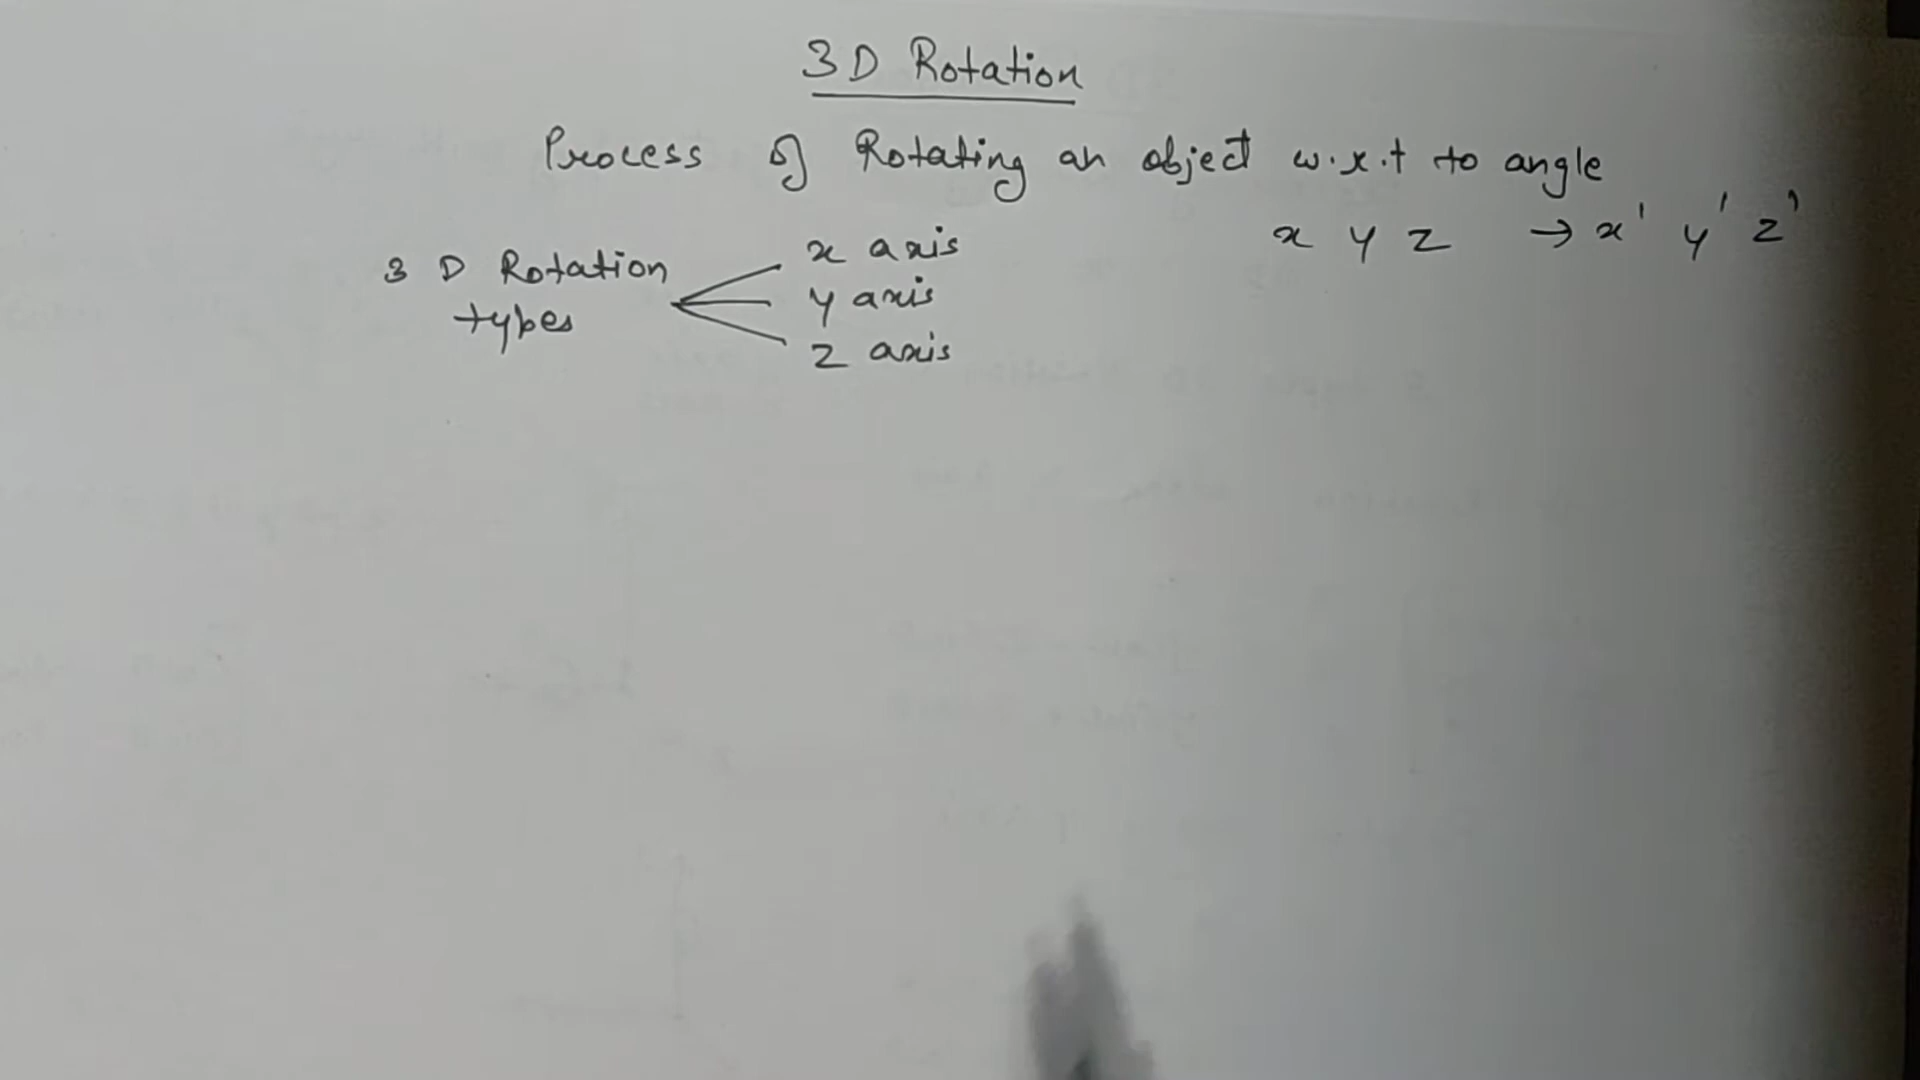 3D Rotation
Process of Rotating an object w.r.t to angle
x y z → x' y' z'
3 D Rotation types
x axis
y axis
z axis